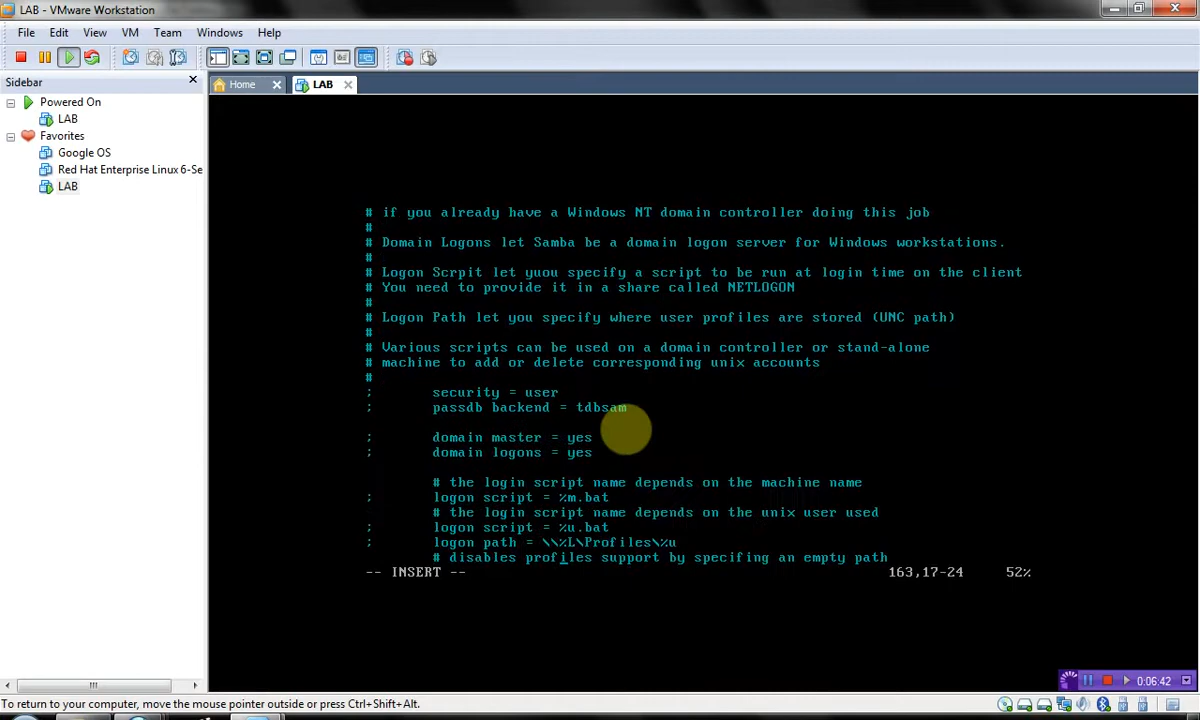 LAB - VMware Workstation
File Edit View VM Team Windows Help
Sidebar
Home
LAB
Powered On
LAB
Favorites
Google OS
Red Hat Enterprise Linux 6-Se
LAB
# if you already have a Windows NT domain controller doing this job
#
# Domain Logons let Samba be a domain logon server for Windows workstations.
#
# Logon Scrpit let yuou specify a script to be run at login time on the client
# You need to provide it in a share called NETLOGON
#
# Logon Path let you specify where user profiles are stored (UNC path)
#
# Various scripts can be used on a domain controller or stand-alone
# machine to add or delete corresponding unix accounts
#
; security = user
; passdb backend = tdbsam
; domain master = yes
; domain logons = yes
# the login script name depends on the machine name
; logon script = %m.bat
# the login script name depends on the unix user used
; logon script = %u.bat
; logon path = \\%L\Profiles\%u
# disables profiles support by specifing an empty path
-- INSERT -- 163,17-24 52%
0:06:42
To return to your computer, move the mouse pointer outside or press Ctrl+Shift+Alt.